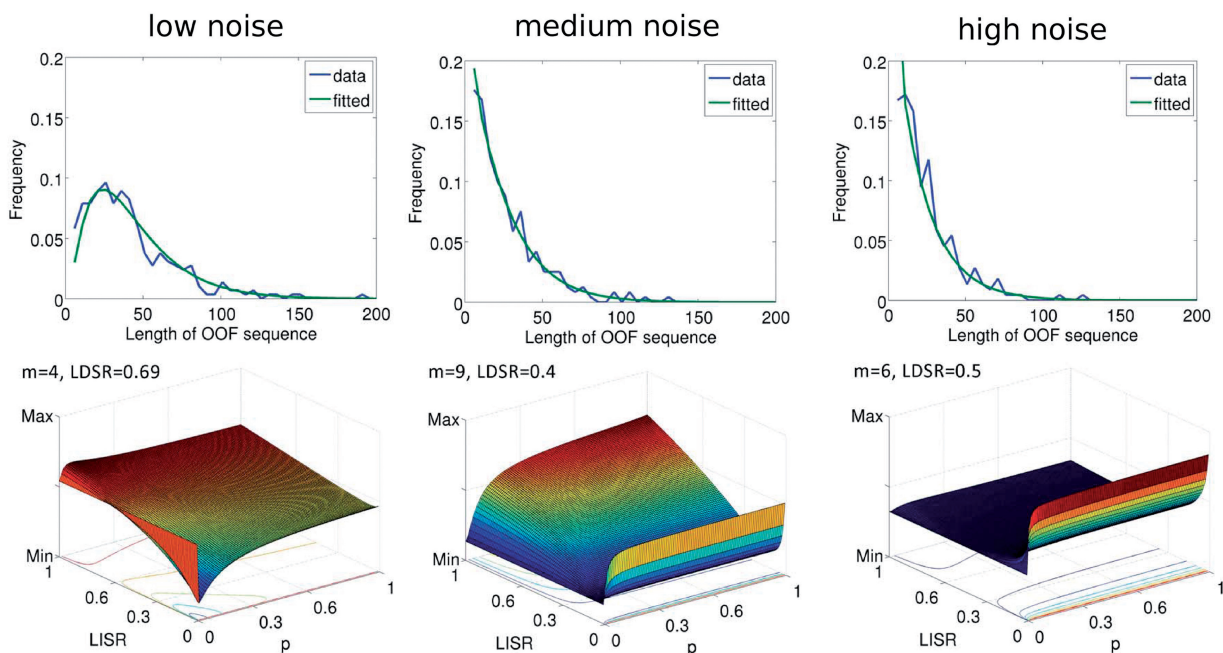 low noise
medium noise
high noise
0.2
0.15
0.1
0.05
0
0
50
100
150
200
Frequency
Length of OOF sequence
data
fitted
0.2
0.15
0.1
0.05
0
0
50
100
150
200
Frequency
Length of OOF sequence
data
fitted
0.2
0.15
0.1
0.05
0
0
50
100
150
200
Frequency
Length of OOF sequence
data
fitted
m=4, LDSR=0.69
Max
Min
1
0.6
0.3
0
0
0.3
0.6
1
LISR
p
m=9, LDSR=0.4
Max
Min
1
0.6
0.3
0
0
0.3
0.6
1
LISR
p
m=6, LDSR=0.5
Max
Min
1
0.6
0.3
0
0
0.3
0.6
1
LISR
p